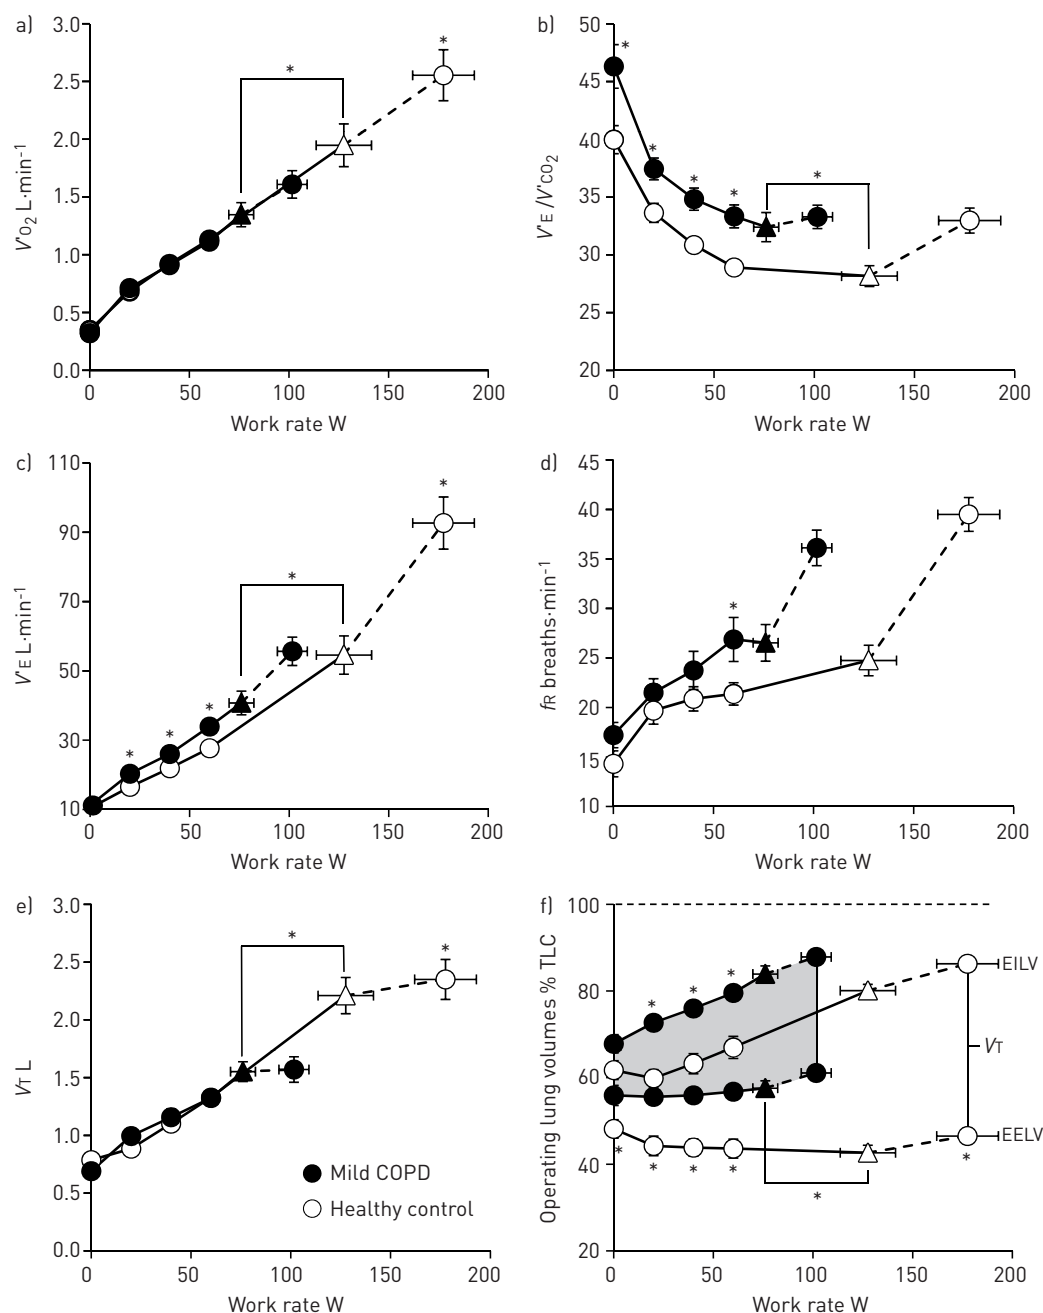 a)
3.0
2.5
2.0
1.5
1.0
0.5
0.0
V'O2 L·min-1
0 50 100 150 200
Work rate W
*
*
b)
50
45
40
35
30
25
20
V'E/V'CO2
0 50 100 150 200
Work rate W
*
*
*
*
*
c)
110
90
70
50
30
10
V'E L·min-1
0 50 100 150 200
Work rate W
*
*
*
*
*
d)
45
40
35
30
25
20
15
10
fR breaths·min-1
0 50 100 150 200
Work rate W
*
e)
3.0
2.5
2.0
1.5
1.0
0.5
0.0
VT L
0 50 100 150 200
Work rate W
*
*
Mild COPD
Healthy control
f)
100
80
60
40
20
Operating lung volumes % TLC
0 50 100 150 200
Work rate W
EILV
VT
EELV
* * *
* * * * *
*